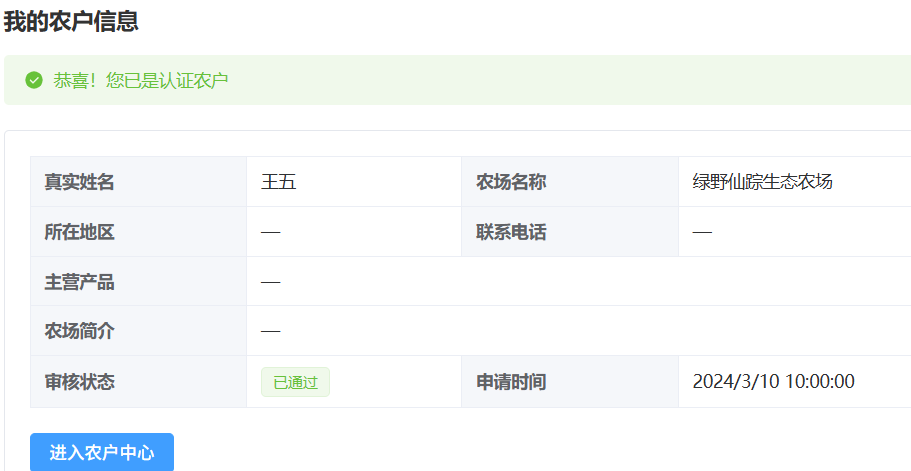 我的农户信息
恭喜！您已是认证农户
真实姓名 王五 农场名称 绿野仙踪生态农场
所在地区 — 联系电话 —
主营产品 —
农场简介 —
审核状态 已通过 申请时间 2024/3/10 10:00:00
进入农户中心